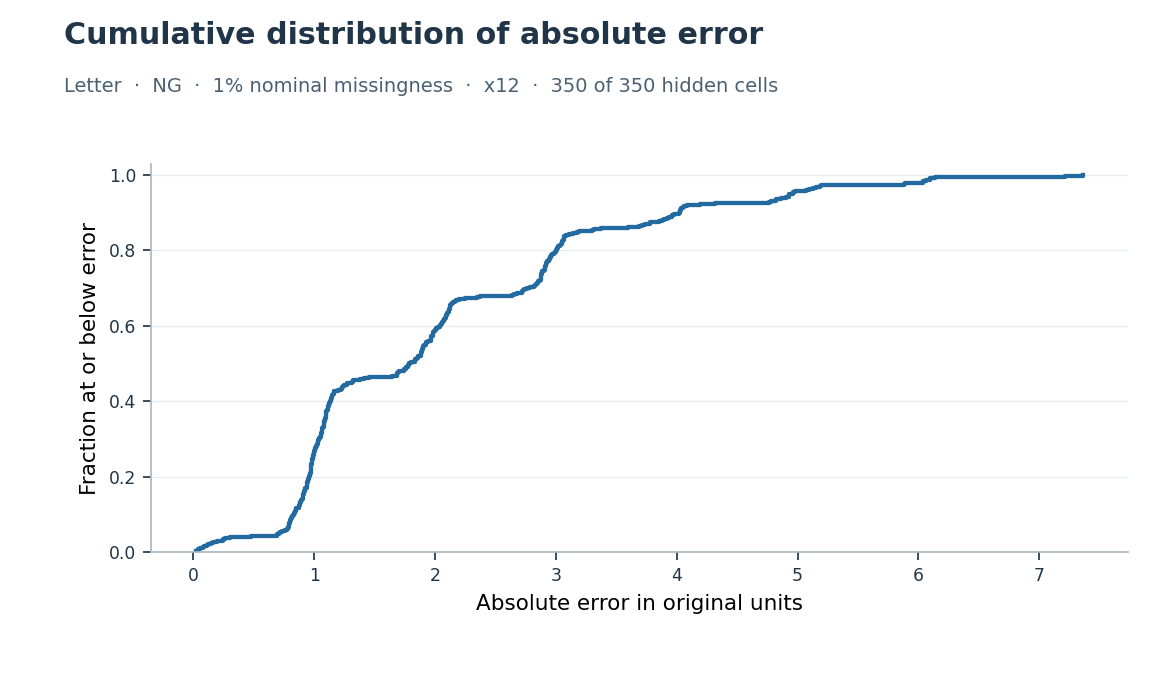 Cumulative distribution of absolute error
Letter · NG · 1% nominal missingness · x12 · 350 of 350 hidden cells
Fraction at or below error
1.0
0.8
0.6
0.4
0.2
0.0
0 1 2 3 4 5 6 7
Absolute error in original units